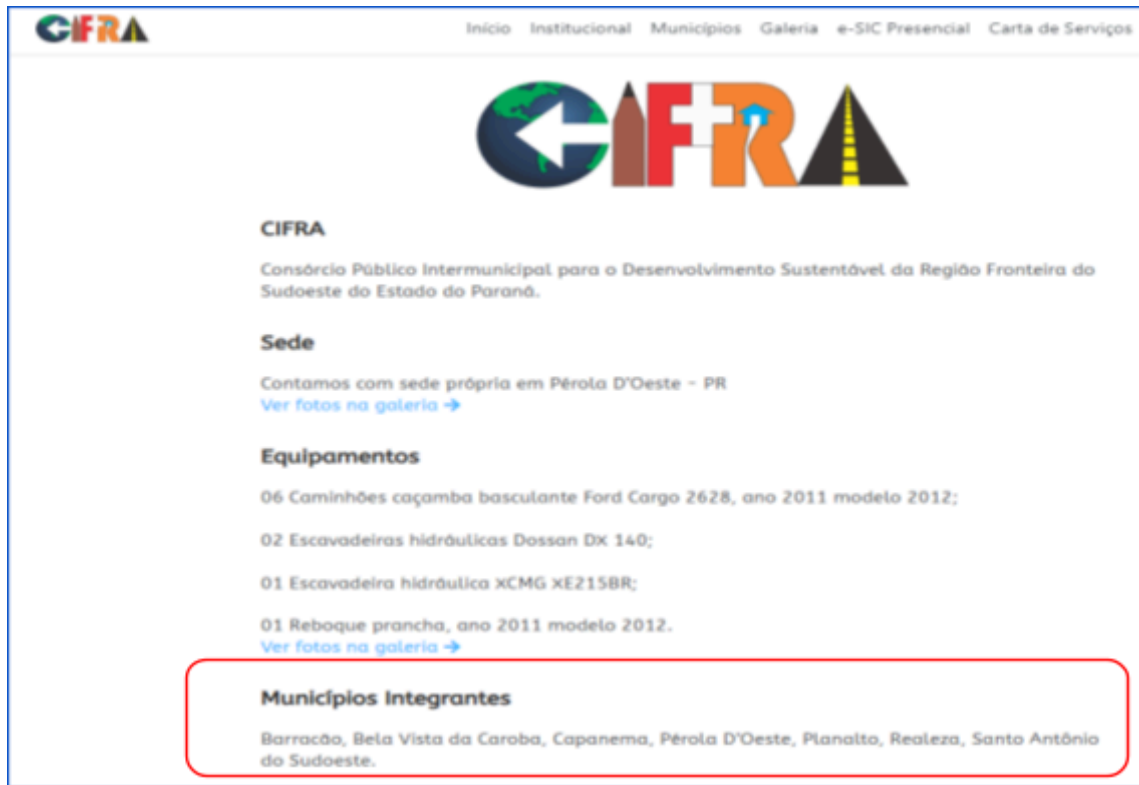 CIFRA Início Institucional Municípios Galeria e-SIC Presencial Carta de Serviços
CIFRA
CIFRA
Consórcio Público Intermunicipal para o Desenvolvimento Sustentável da Região Fronteira do
Sudoeste do Estado do Paraná.
Sede
Contamos com sede própria em Pérola D'Oeste - PR
Ver fotos na galeria →
Equipamentos
06 Caminhões caçamba basculante Ford Cargo 2628, ano 2011 modelo 2012;
02 Escavadeiras hidráulicas Dossan DX 140;
01 Escavadeira hidráulica XCMG XE215BR;
01 Reboque prancha, ano 2011 modelo 2012.
Ver fotos na galeria →
Municípios Integrantes
Barracão, Bela Vista da Caroba, Capanema, Pérola D'Oeste, Planalto, Realeza, Santo Antônio
do Sudoeste.